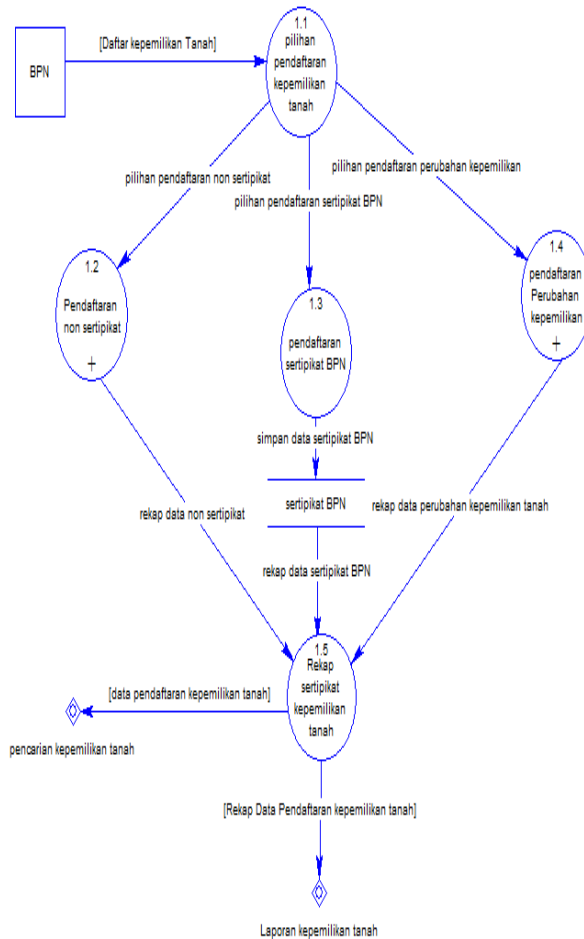 1.1
pilihan
pendaftaran
kepemilikan
tanah
[Daftar kepemilikan Tanah]
BPN
pilihan pendaftaran non sertipikat
pilihan pendaftaran perubahan kepemilikan
pilihan pendaftaran sertipikat BPN
1.2
Pendaftaran
non sertipikat
+
1.3
pendaftaran
sertipikat BPN
1.4
pendaftaran
Perubahan
kepemilikan
+
simpan data sertipikat BPN
sertipikat BPN
rekap data non sertipikat
rekap data perubahan kepemilikan tanah
rekap data sertipikat BPN
1.5
Rekap
sertipikat
kepemilikan
tanah
[data pendaftaran kepemilikan tanah]
pencarian kepemilikan tanah
[Rekap Data Pendaftaran kepemilikan tanah]
Laporan kepemilikan tanah